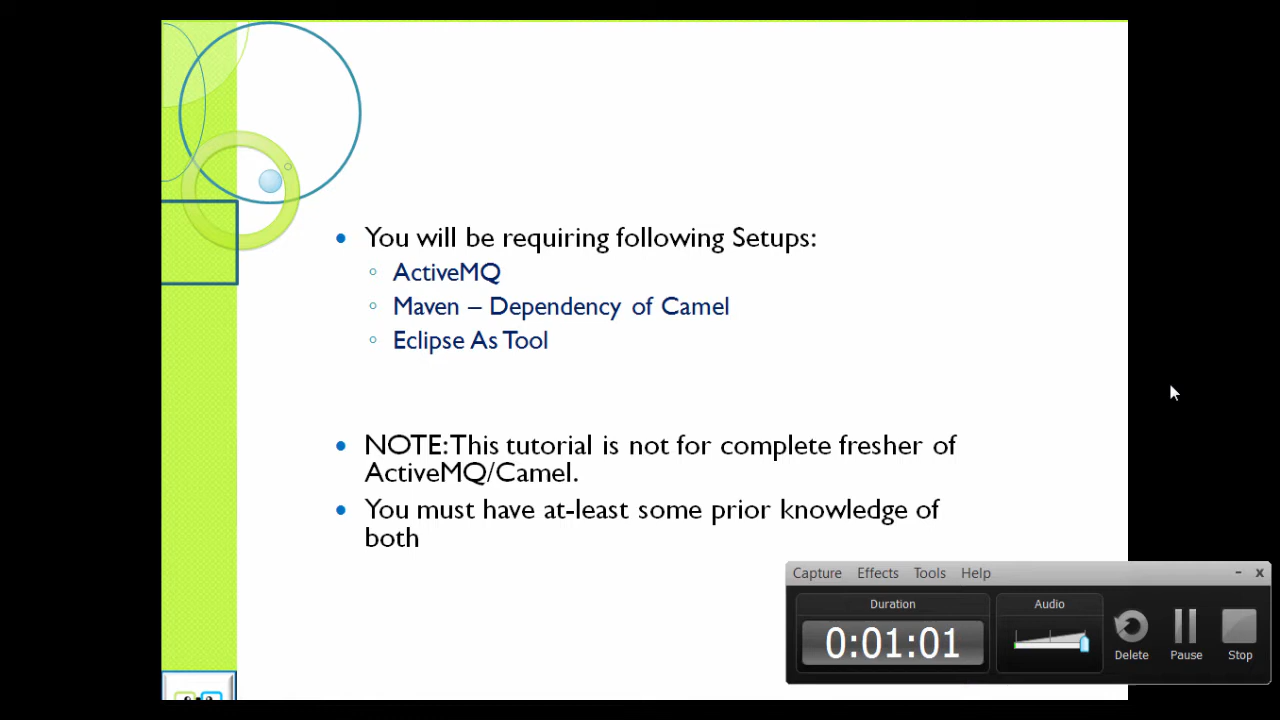 You will be requiring following Setups:
ActiveMQ
Maven – Dependency of Camel
Eclipse As Tool
NOTE:This tutorial is not for complete fresher of
ActiveMQ/Camel.
You must have at-least some prior knowledge of
both
Capture Effects Tools Help
Duration
Audio
0:01:01
Delete Pause Stop